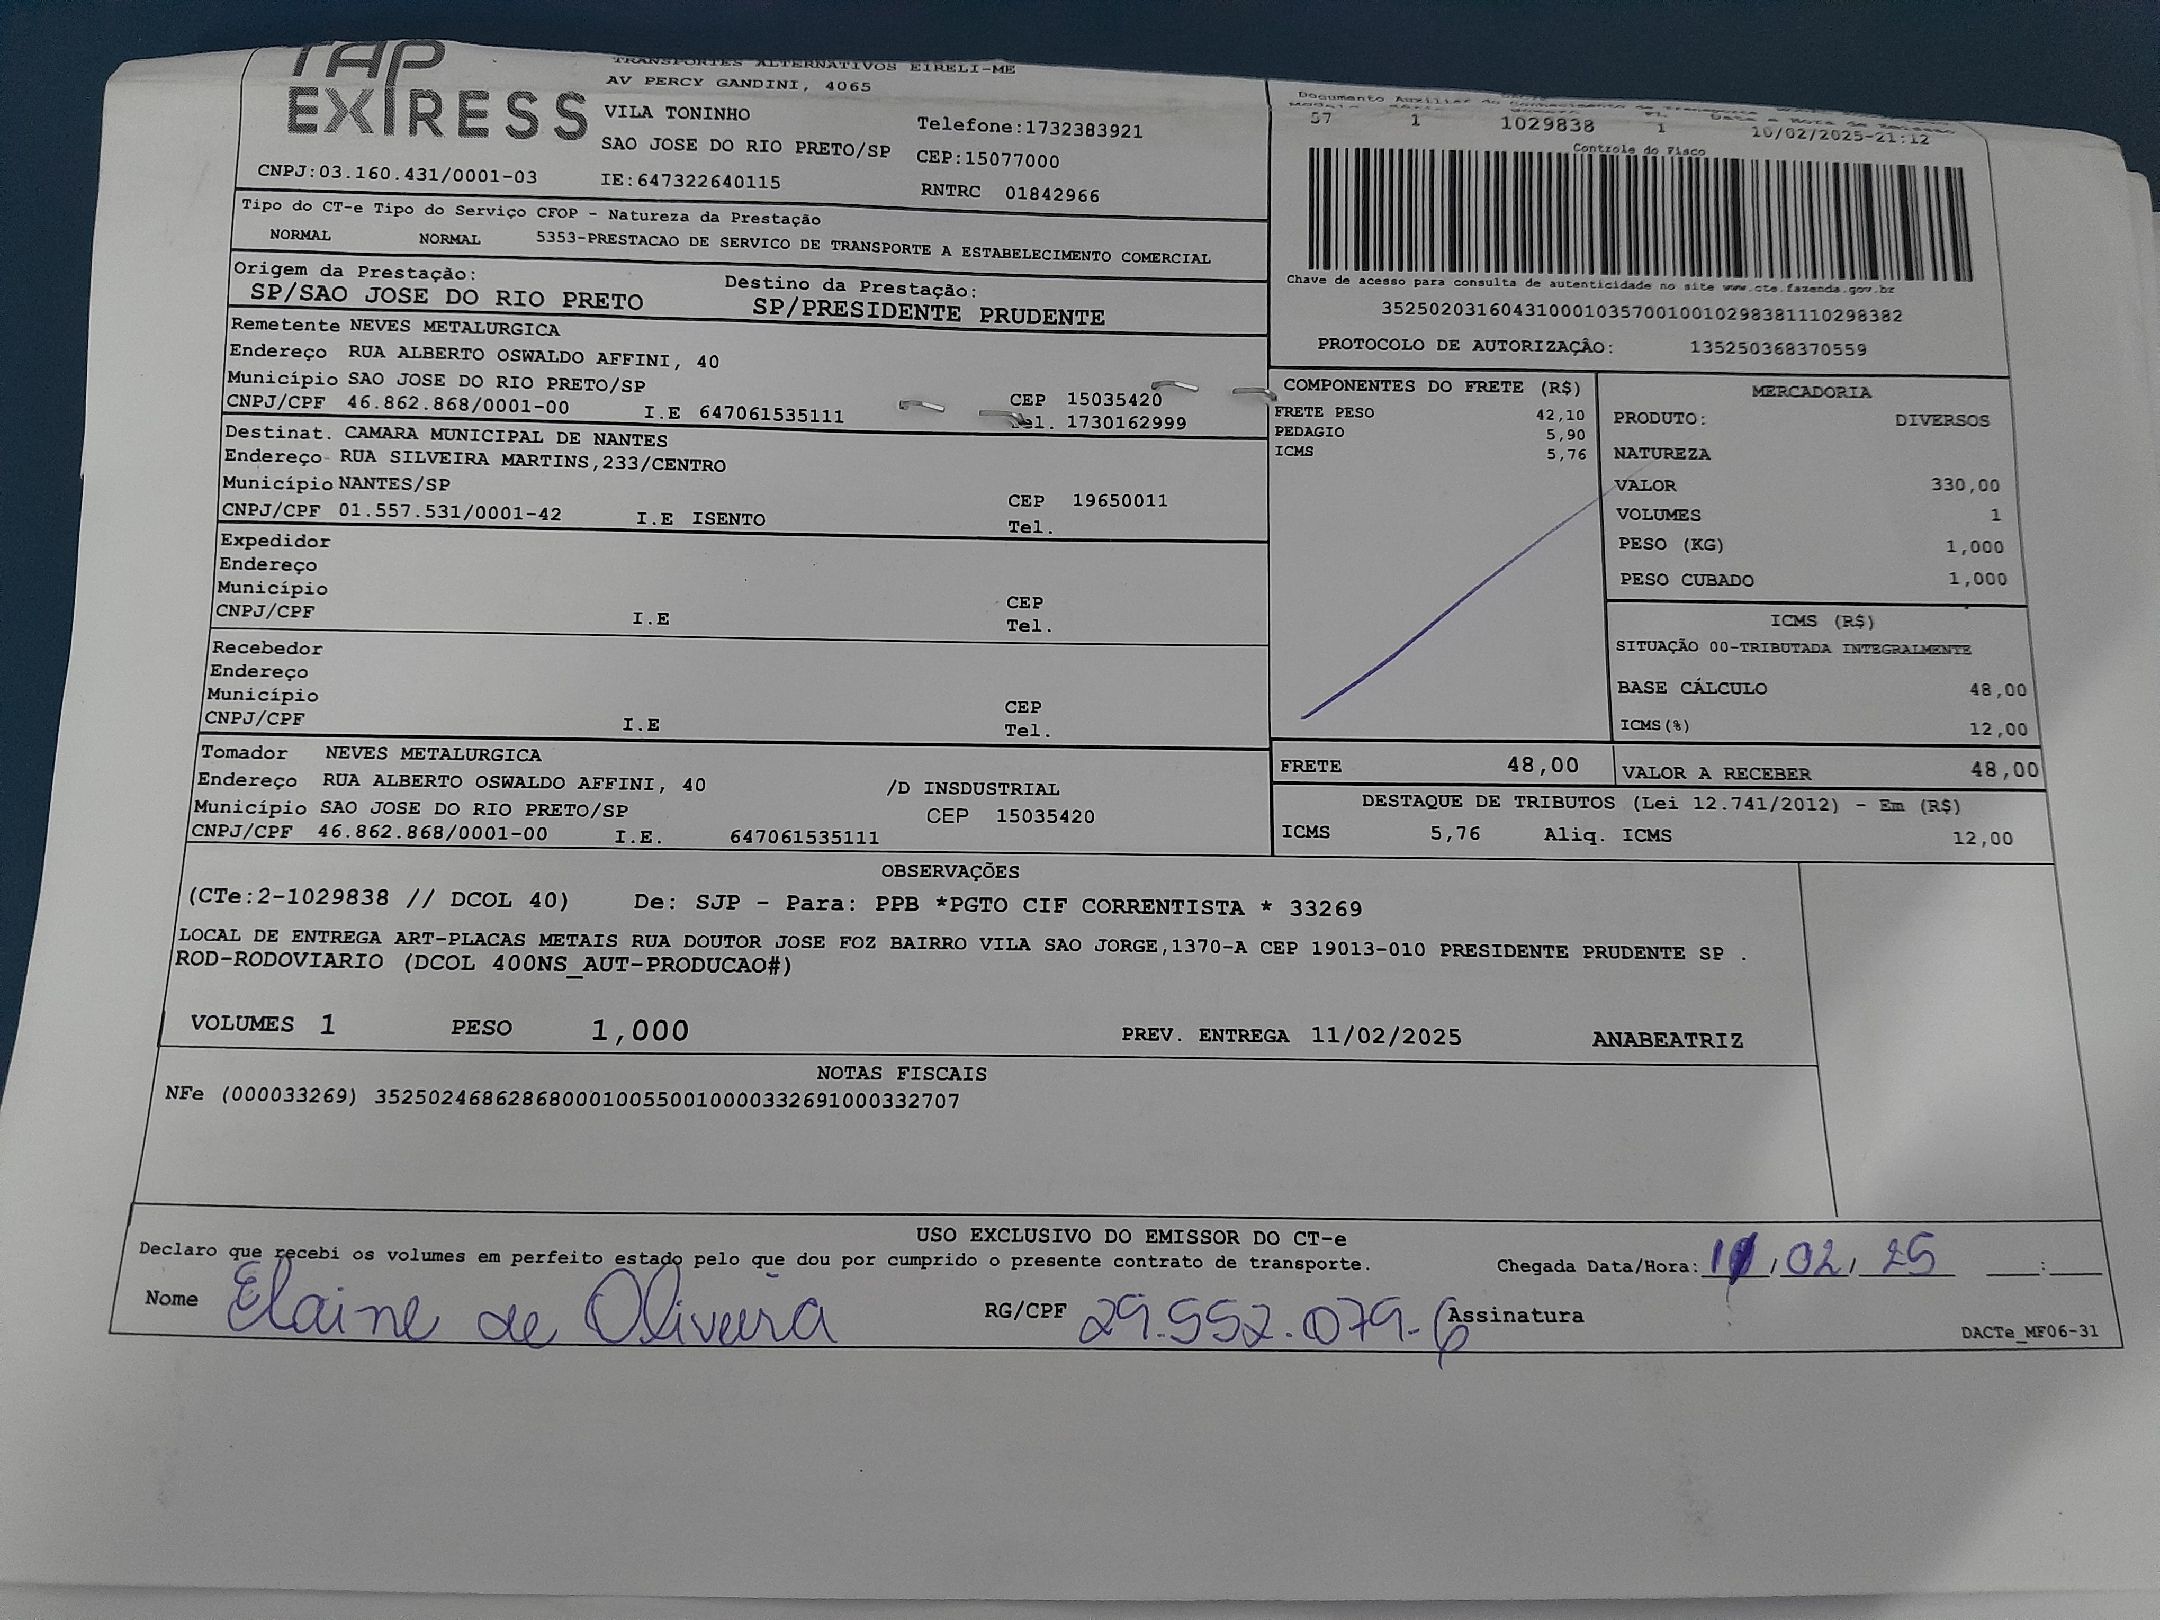 TAP
EXPRESS
TRANSPORTES ALTERNATIVOS EIRELI-ME
AV PERCY GANDINI, 4065
VILA TONINHO
SAO JOSE DO RIO PRETO/SP
Telefone:1732383921
CEP:15077000
CNPJ:03.160.431/0001-03
IE:647322640115
RNTRC 01842966
Documento Auxiliar do Conhecimento de Transporte
57 1 1029838 1 10/02/2025-21:12
Controle do Fisco
Chave de acesso para consulta de autenticidade no site www.cte.fazenda.gov.br
35250203160431000103570010010298381110298382
PROTOCOLO DE AUTORIZAÇÃO: 135250368370559
Tipo do CT-e Tipo do Serviço CFOP - Natureza da Prestação
NORMAL NORMAL 5353-PRESTACAO DE SERVICO DE TRANSPORTE A ESTABELECIMENTO COMERCIAL
Origem da Prestação: Destino da Prestação:
SP/SAO JOSE DO RIO PRETO SP/PRESIDENTE PRUDENTE
Remetente NEVES METALURGICA
Endereço RUA ALBERTO OSWALDO AFFINI, 40
Município SAO JOSE DO RIO PRETO/SP CEP 15035420
CNPJ/CPF 46.862.868/0001-00 I.E 647061535111 Tel. 1730162999
Destinat. CAMARA MUNICIPAL DE NANTES
Endereço RUA SILVEIRA MARTINS,233/CENTRO
Município NANTES/SP CEP 19650011
CNPJ/CPF 01.557.531/0001-42 I.E ISENTO Tel.
Expedidor
Endereço
Município CEP
CNPJ/CPF I.E Tel.
Recebedor
Endereço
Município CEP
CNPJ/CPF I.E Tel.
Tomador NEVES METALURGICA
Endereço RUA ALBERTO OSWALDO AFFINI, 40 /D INSDUSTRIAL
Município SAO JOSE DO RIO PRETO/SP CEP 15035420
CNPJ/CPF 46.862.868/0001-00 I.E. 647061535111
COMPONENTES DO FRETE (R$)
FRETE PESO 42,10
PEDAGIO 5,90
ICMS 5,76
MERCADORIA
PRODUTO: DIVERSOS
NATUREZA
VALOR 330,00
VOLUMES 1
PESO (KG) 1,000
PESO CUBADO 1,000
ICMS (R$)
SITUAÇÃO 00-TRIBUTADA INTEGRALMENTE
BASE CÁLCULO 48,00
ICMS(%) 12,00
FRETE 48,00 VALOR A RECEBER 48,00
DESTAQUE DE TRIBUTOS (Lei 12.741/2012) - Em (R$)
ICMS 5,76 Aliq. ICMS 12,00
OBSERVAÇÕES
(CTe:2-1029838 // DCOL 40) De: SJP - Para: PPB *PGTO CIF CORRENTISTA * 33269
LOCAL DE ENTREGA ART-PLACAS METAIS RUA DOUTOR JOSE FOZ BAIRRO VILA SAO JORGE,1370-A CEP 19013-010 PRESIDENTE PRUDENTE SP .
ROD-RODOVIARIO (DCOL 400NS_AUT-PRODUCAO#)
VOLUMES 1 PESO 1,000 PREV. ENTREGA 11/02/2025 ANABEATRIZ
NOTAS FISCAIS
NFe (000033269) 35250246862868000100550010000332691000332707
USO EXCLUSIVO DO EMISSOR DO CT-e
Declaro que recebi os volumes em perfeito estado pelo que dou por cumprido o presente contrato de transporte. Chegada Data/Hora: 11,02,25 __:__
Nome Elaine de Oliveira RG/CPF 29.552.079-6 Assinatura
DACTe_MF06-31